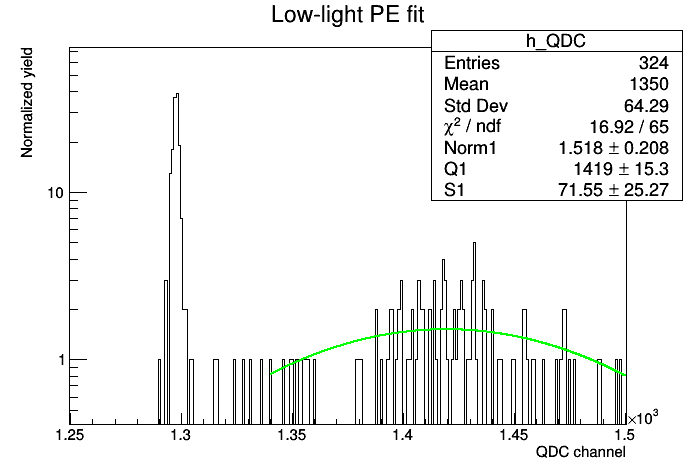 Low-light PE fit
h_QDC
Entries 324
Mean 1350
Std Dev 64.29
χ² / ndf 16.92 / 65
Norm1 1.518 ± 0.208
Q1 1419 ± 15.3
S1 71.55 ± 25.27
Normalized yield
10
1
1.25 1.3 1.35 1.4 1.45 1.5
×10³
QDC channel